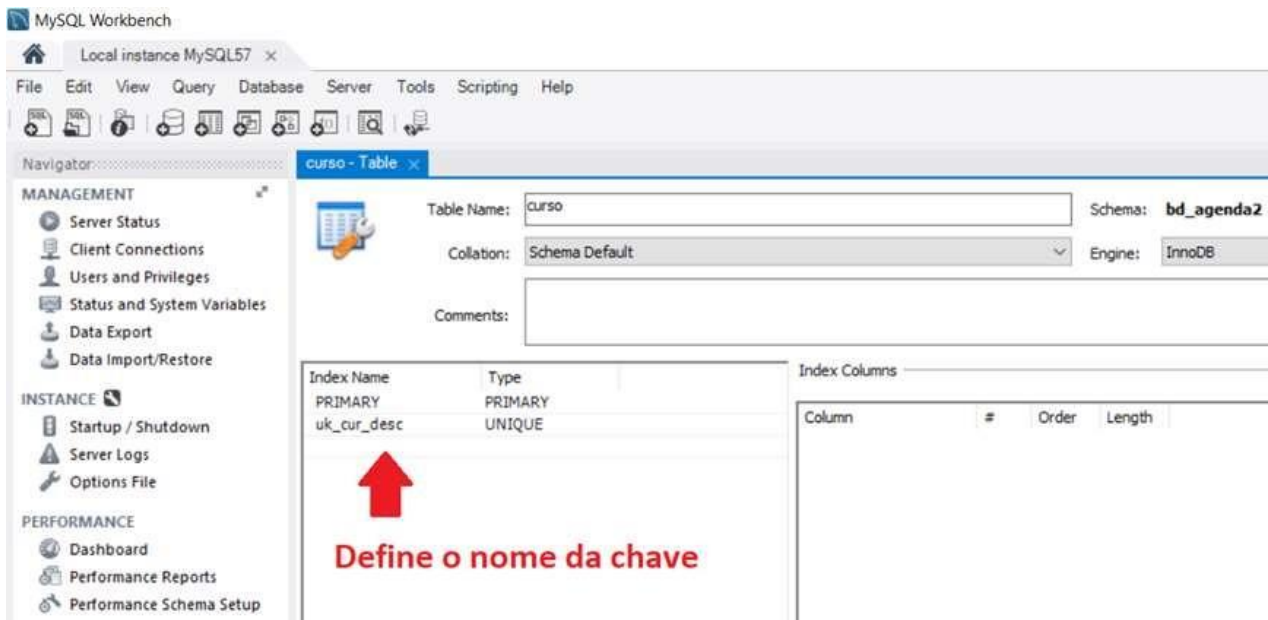 MySQL Workbench
Local instance MySQL57
File Edit View Query Database Server Tools Scripting Help
Navigator
MANAGEMENT
Server Status
Client Connections
Users and Privileges
Status and System Variables
Data Export
Data Import/Restore
INSTANCE
Startup / Shutdown
Server Logs
Options File
PERFORMANCE
Dashboard
Performance Reports
Performance Schema Setup
curso - Table
Table Name: curso Schema: bd_agenda2
Collation: Schema Default Engine: InnoDB
Comments:
Index Name Type
PRIMARY PRIMARY
uk_cur_desc UNIQUE
Define o nome da chave
Index Columns
Column # Order Length